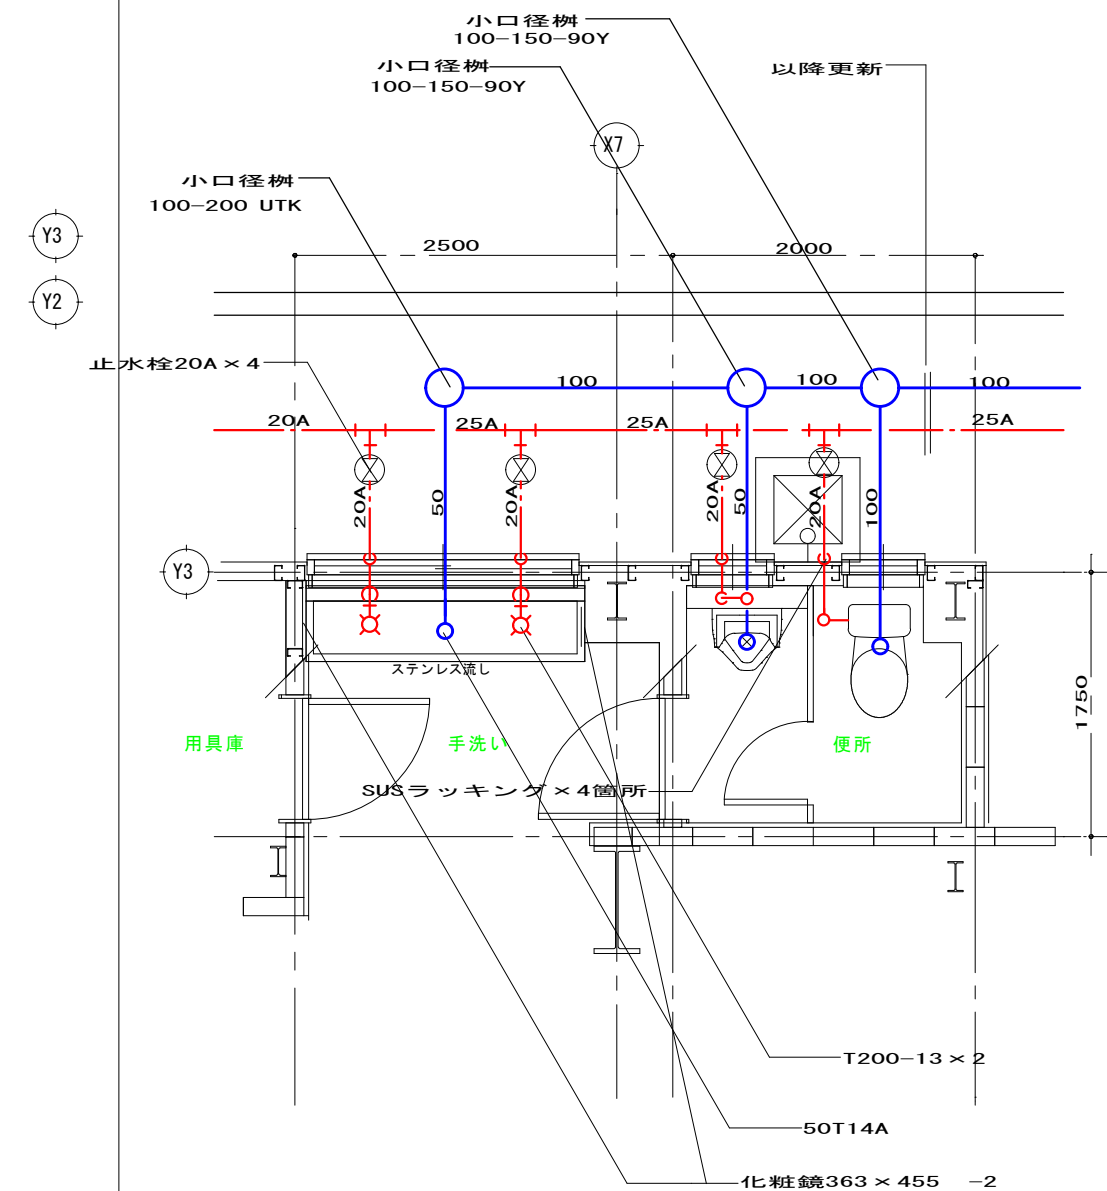 小口径桝
100-150-90Y
小口径桝
100-150-90Y
以降更新
X7
小口径桝
100-200 UTK
Y3
2500
2000
Y2
止水栓20A×4
100
100
100
20A
25A
25A
25A
20A
50
20A
20A
50
20A
100
Y3
ステンレス流し
1750
用具庫
手洗い
便所
SUSラッキング×4箇所
T200-13×2
50T14A
化粧鏡363×455 -2